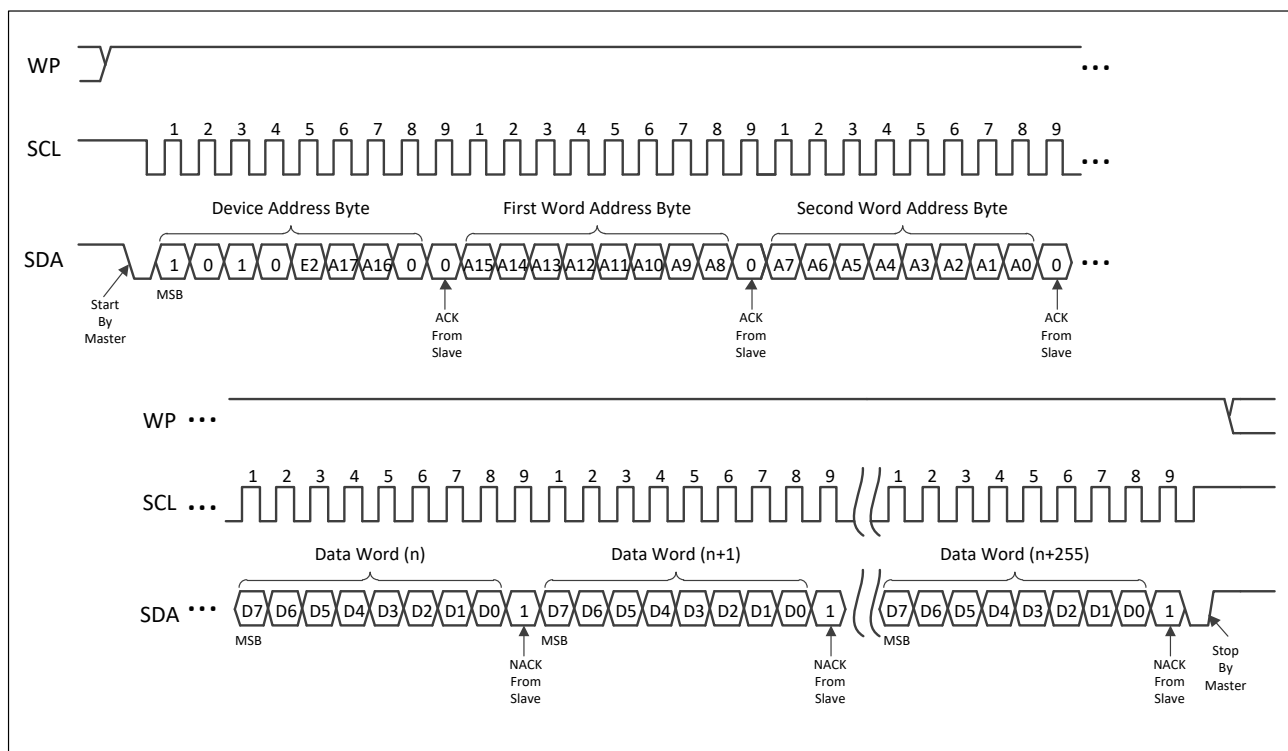 WP ...
1 2 3 4 5 6 7 8 9 1 2 3 4 5 6 7 8 9 1 2 3 4 5 6 7 8 9
SCL ...
Device Address Byte First Word Address Byte Second Word Address Byte
SDA 1 0 1 0 E2 A17 A16 0 0 A15 A14 A13 A12 A11 A10 A9 A8 0 A7 A6 A5 A4 A3 A2 A1 A0 0 ...
MSB
Start By Master
ACK From Slave
ACK From Slave
ACK From Slave
WP ...
1 2 3 4 5 6 7 8 9 1 2 3 4 5 6 7 8 9 1 2 3 4 5 6 7 8 9
SCL ...
Data Word (n) Data Word (n+1) Data Word (n+255)
SDA ... D7 D6 D5 D4 D3 D2 D1 D0 1 D7 D6 D5 D4 D3 D2 D1 D0 1 D7 D6 D5 D4 D3 D2 D1 D0 1
MSB MSB MSB
NACK From Slave
NACK From Slave
NACK From Slave
Stop By Master